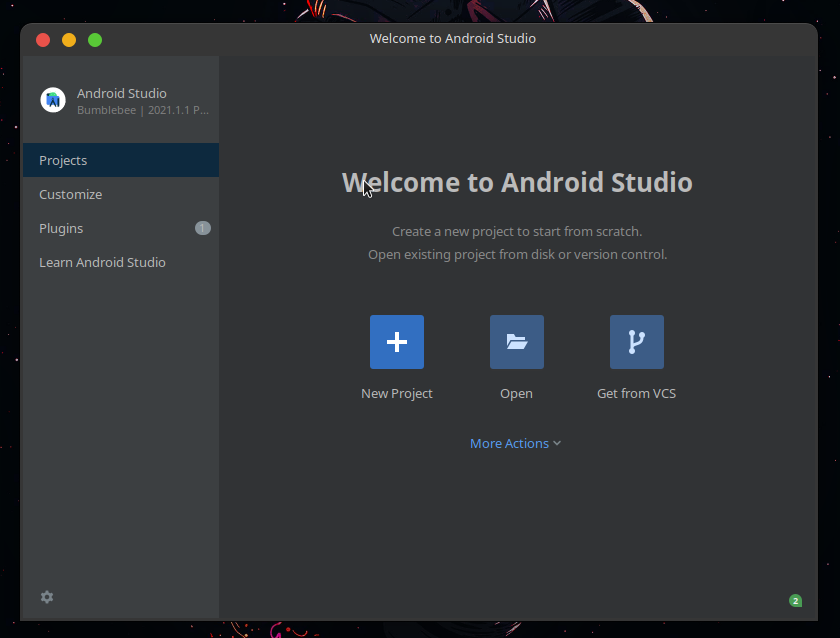 Welcome to Android Studio
Android Studio
Bumblebee | 2021.1.1 P...
Projects
Customize
Plugins
1
Learn Android Studio
Welcome to Android Studio
Create a new project to start from scratch.
Open existing project from disk or version control.
New Project
Open
Get from VCS
More Actions
2